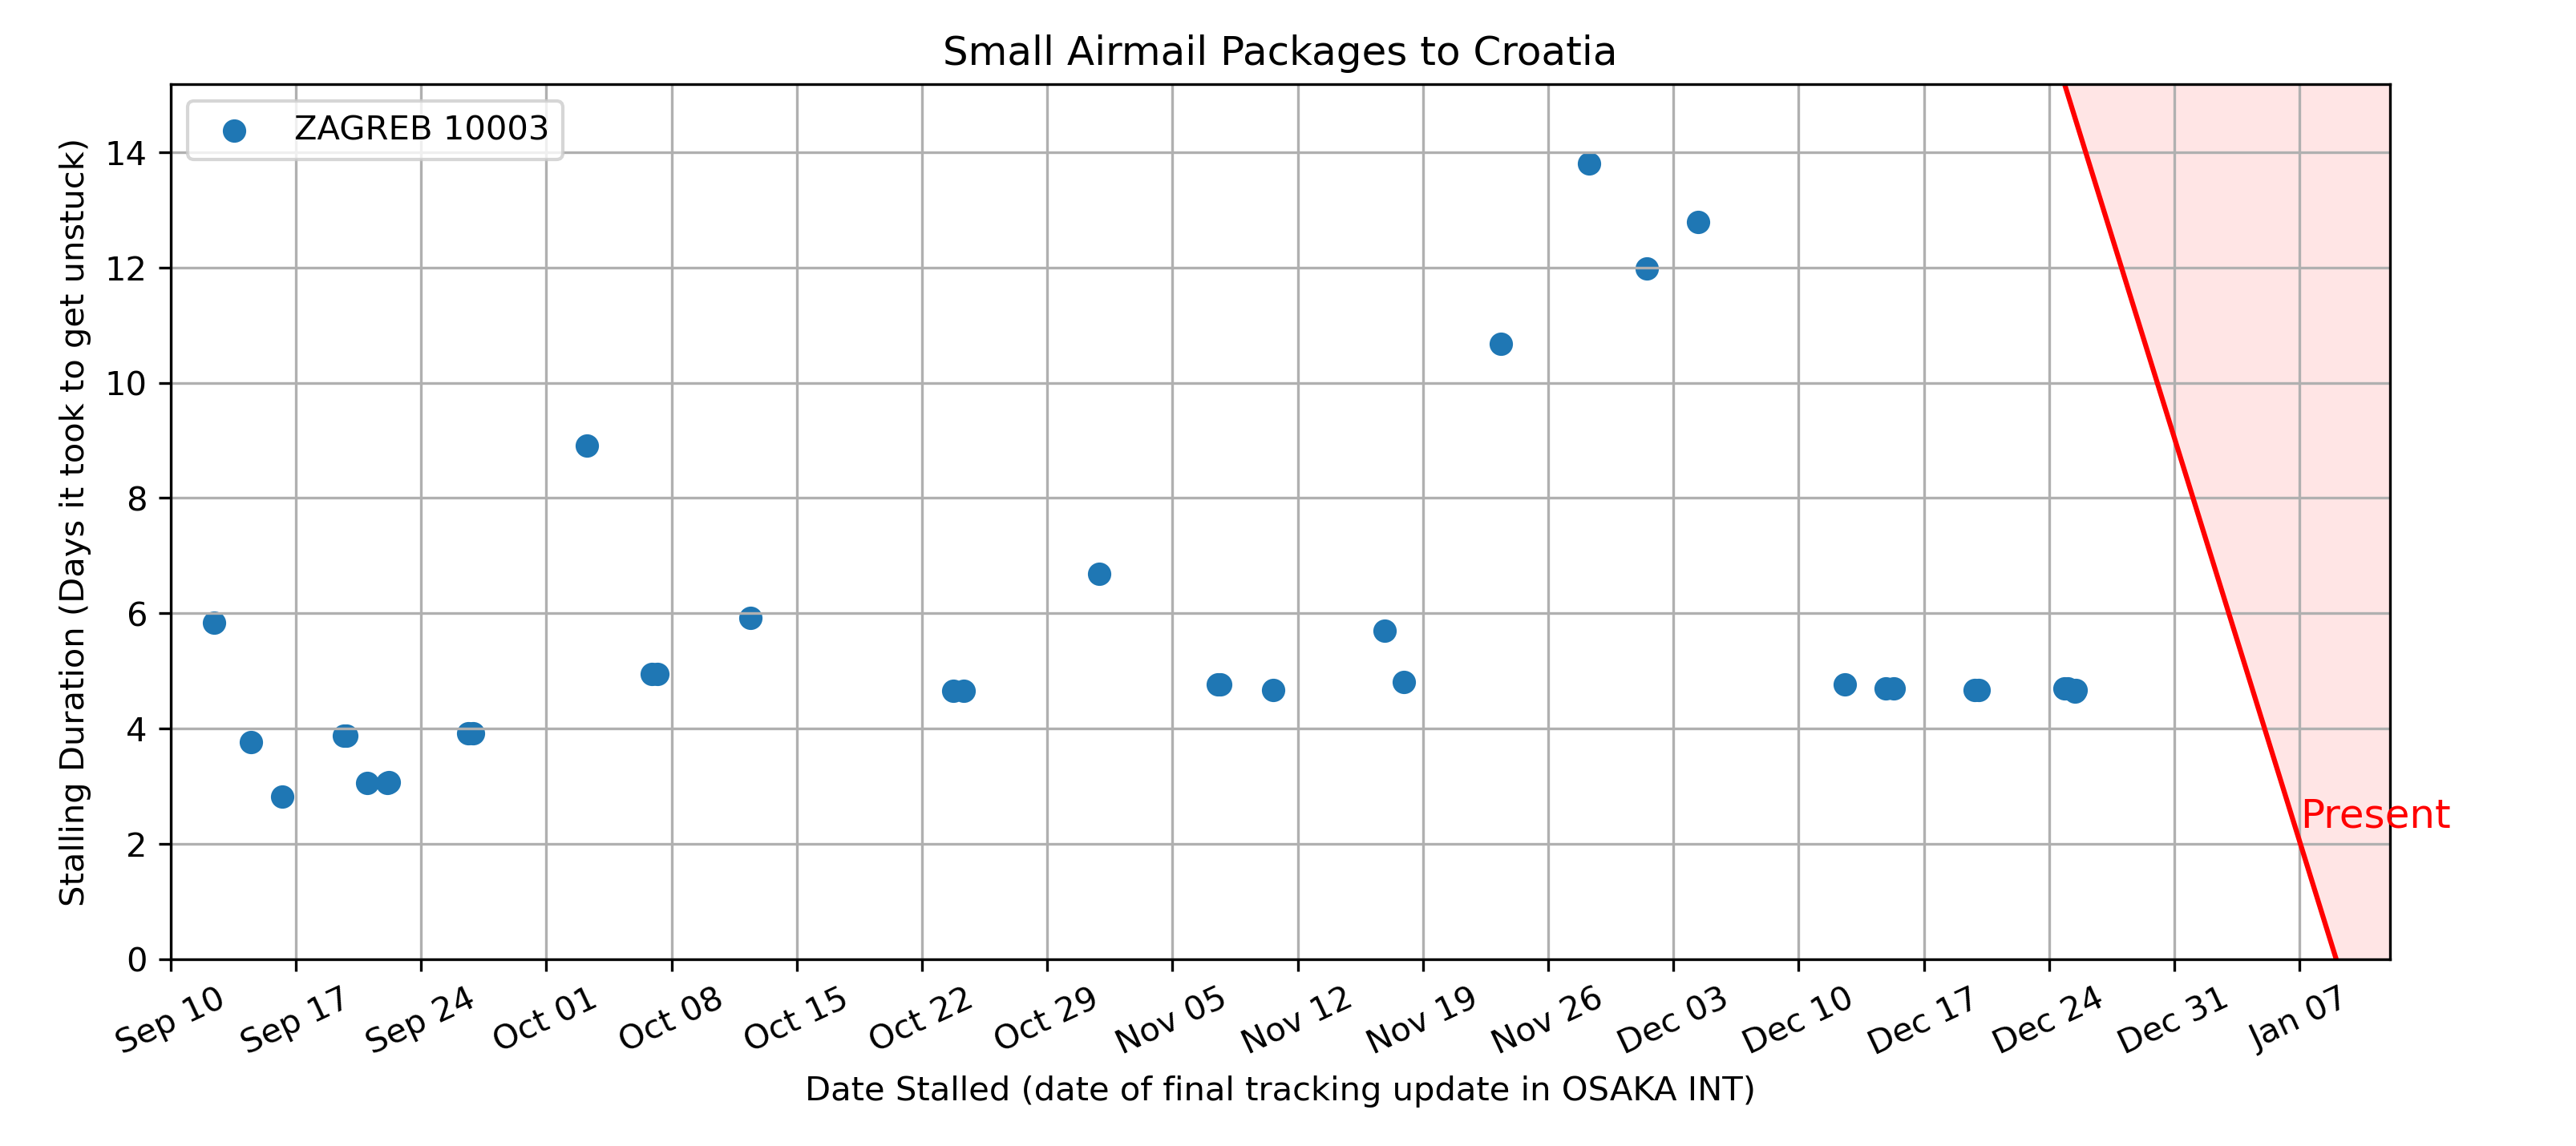 Small Airmail Packages to Croatia
ZAGREB 10003
Stalling Duration (Days it took to get unstuck)
14
12
10
8
6
4
2
0
Present
Sep 10
Sep 17
Sep 24
Oct 01
Oct 08
Oct 15
Oct 22
Oct 29
Nov 05
Nov 12
Nov 19
Nov 26
Dec 03
Dec 10
Dec 17
Dec 24
Dec 31
Jan 07
Date Stalled (date of final tracking update in OSAKA INT)